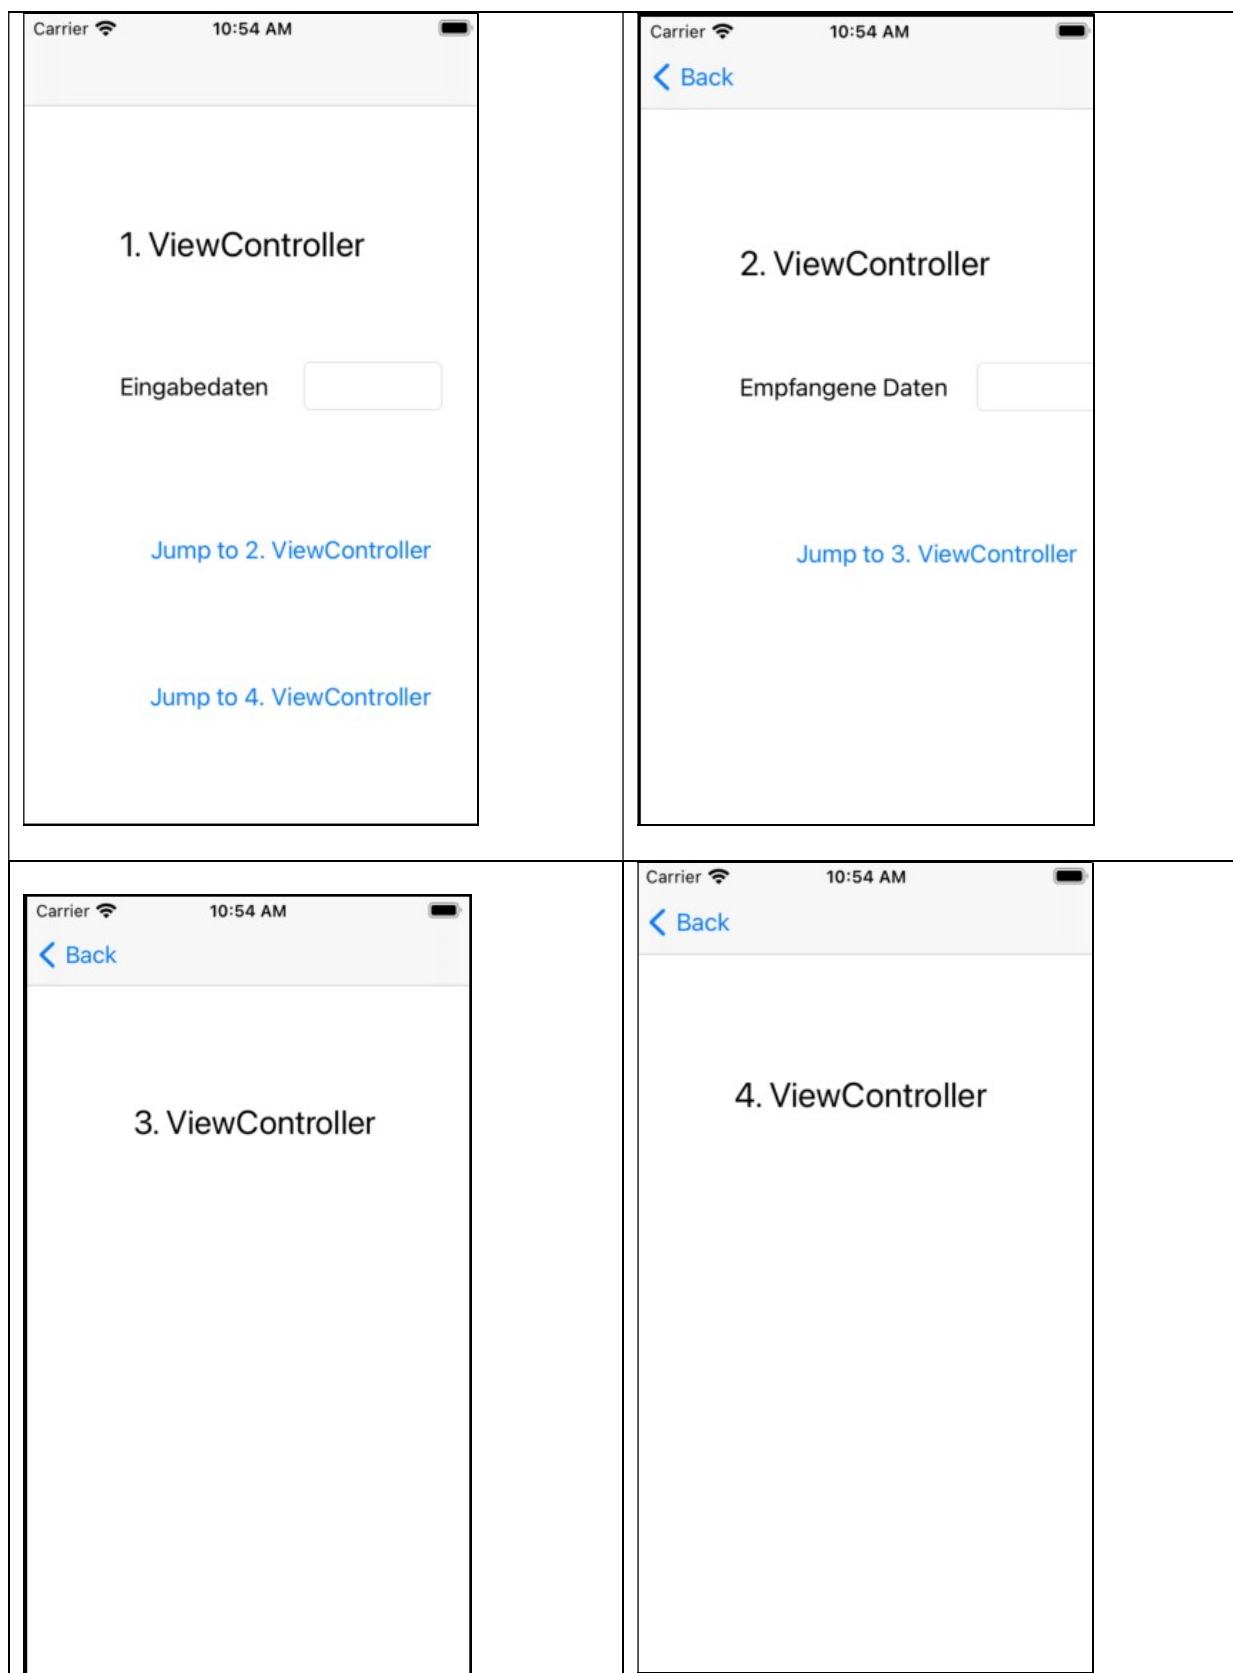 Carrier 10:54 AM
1. ViewController
Eingabedaten
Jump to 2. ViewController
Jump to 4. ViewController
Carrier 10:54 AM
Back
2. ViewController
Empfangene Daten
Jump to 3. ViewController
Carrier 10:54 AM
Back
3. ViewController
Carrier 10:54 AM
Back
4. ViewController